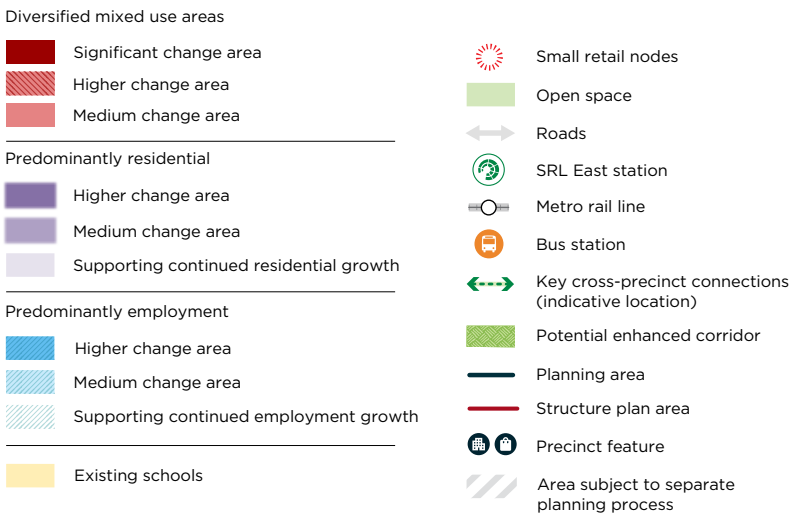 Diversified mixed use areas
Significant change area
Higher change area
Medium change area
Predominantly residential
Higher change area
Medium change area
Supporting continued residential growth
Predominantly employment
Higher change area
Medium change area
Supporting continued employment growth
Existing schools
Small retail nodes
Open space
Roads
SRL East station
Metro rail line
Bus station
Key cross-precinct connections
(indicative location)
Potential enhanced corridor
Planning area
Structure plan area
Precinct feature
Area subject to separate
planning process